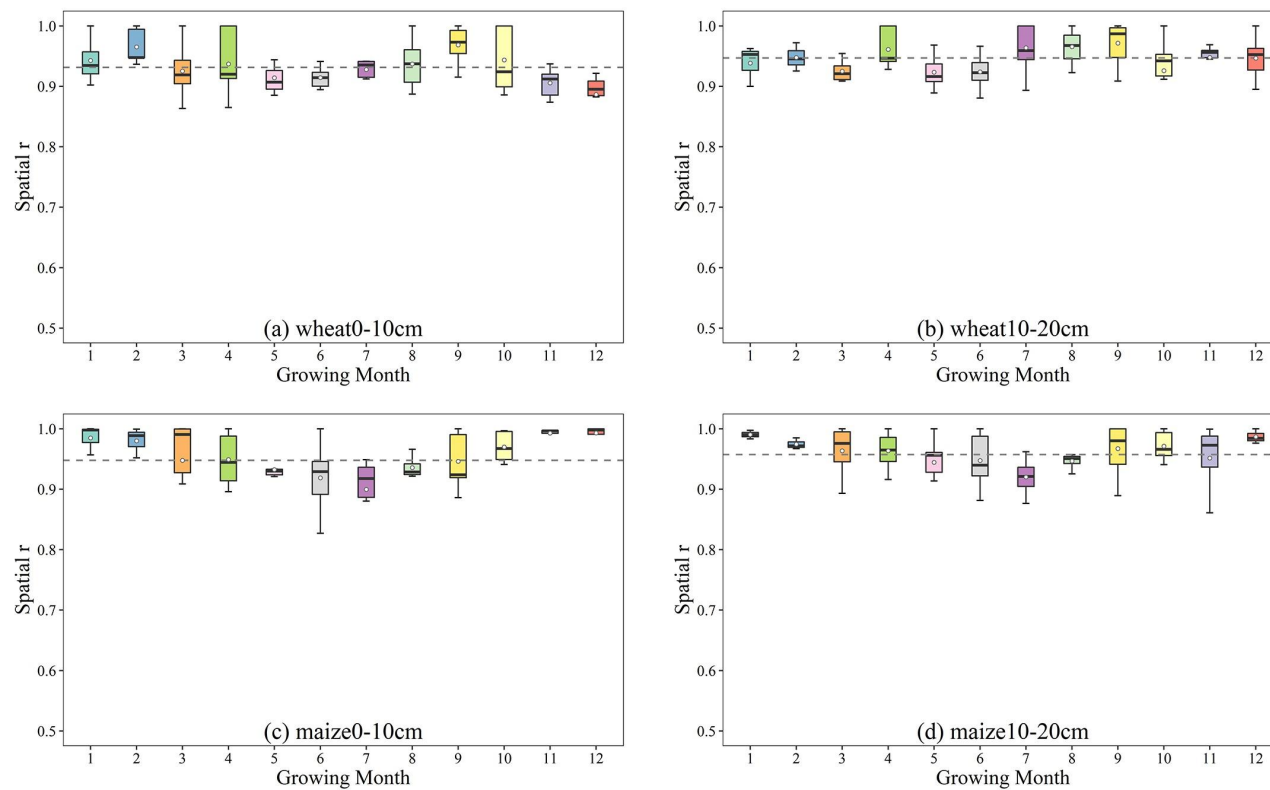 1.0
0.9
0.8
0.7
0.6
0.5
Spatial r
(a) wheat0-10cm
1 2 3 4 5 6 7 8 9 10 11 12
Growing Month
1.0
0.9
0.8
0.7
0.6
0.5
Spatial r
(b) wheat10-20cm
1 2 3 4 5 6 7 8 9 10 11 12
Growing Month
1.0
0.9
0.8
0.7
0.6
0.5
Spatial r
(c) maize0-10cm
1 2 3 4 5 6 7 8 9 10 11 12
Growing Month
1.0
0.9
0.8
0.7
0.6
0.5
Spatial r
(d) maize10-20cm
1 2 3 4 5 6 7 8 9 10 11 12
Growing Month